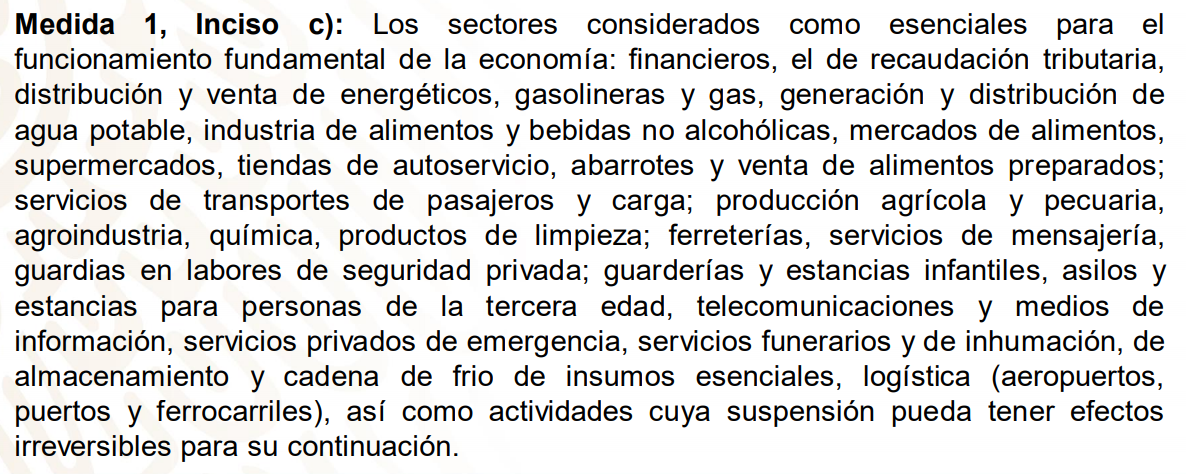 Medida 1, Inciso c): Los sectores considerados como esenciales para el
funcionamiento fundamental de la economía: financieros, el de recaudación tributaria,
distribución y venta de energéticos, gasolineras y gas, generación y distribución de
agua potable, industria de alimentos y bebidas no alcohólicas, mercados de alimentos,
supermercados, tiendas de autoservicio, abarrotes y venta de alimentos preparados;
servicios de transportes de pasajeros y carga; producción agrícola y pecuaria,
agroindustria, química, productos de limpieza; ferreterías, servicios de mensajería,
guardias en labores de seguridad privada; guarderías y estancias infantiles, asilos y
estancias para personas de la tercera edad, telecomunicaciones y medios de
información, servicios privados de emergencia, servicios funerarios y de inhumación, de
almacenamiento y cadena de frio de insumos esenciales, logística (aeropuertos,
puertos y ferrocarriles), así como actividades cuya suspensión pueda tener efectos
irreversibles para su continuación.